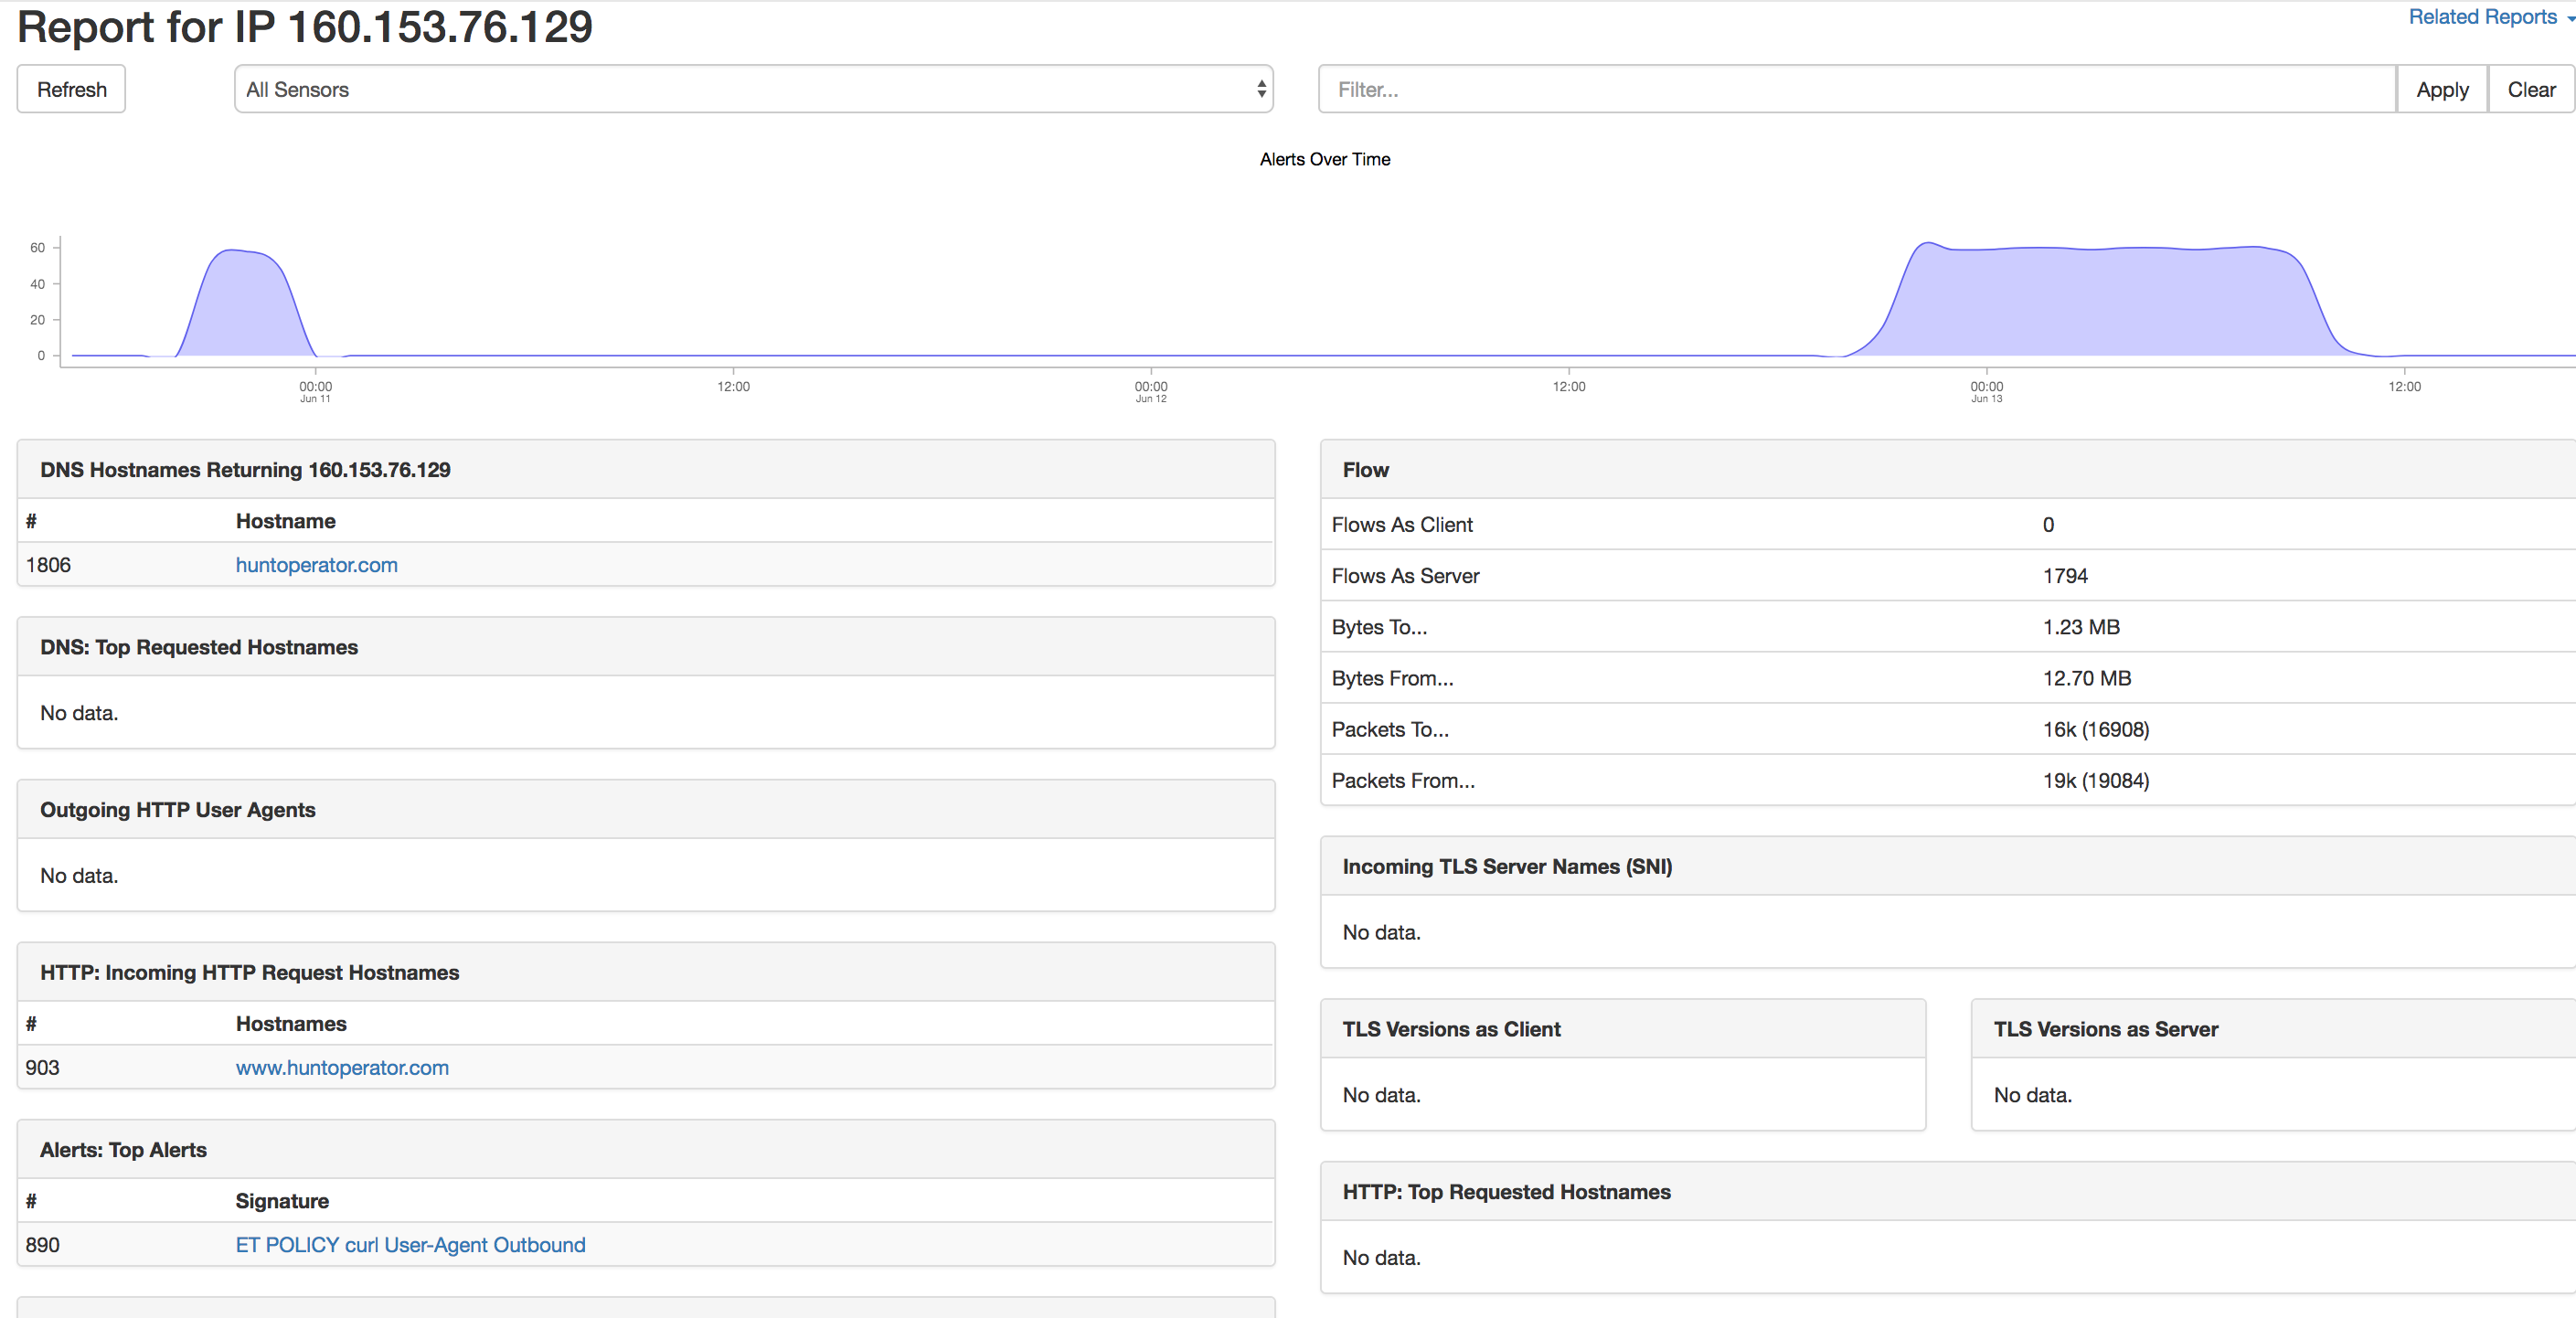 Report for IP 160.153.76.129
Related Reports
Refresh
All Sensors
Filter...
Apply
Clear
Alerts Over Time
60
40
20
0
00:00
Jun 11
12:00
00:00
Jun 12
12:00
00:00
Jun 13
12:00
DNS Hostnames Returning 160.153.76.129
# Hostname
1806 huntoperator.com
DNS: Top Requested Hostnames
No data.
Outgoing HTTP User Agents
No data.
HTTP: Incoming HTTP Request Hostnames
# Hostnames
903 www.huntoperator.com
Alerts: Top Alerts
# Signature
890 ET POLICY curl User-Agent Outbound
Flow
Flows As Client 0
Flows As Server 1794
Bytes To... 1.23 MB
Bytes From... 12.70 MB
Packets To... 16k (16908)
Packets From... 19k (19084)
Incoming TLS Server Names (SNI)
No data.
TLS Versions as Client
No data.
TLS Versions as Server
No data.
HTTP: Top Requested Hostnames
No data.